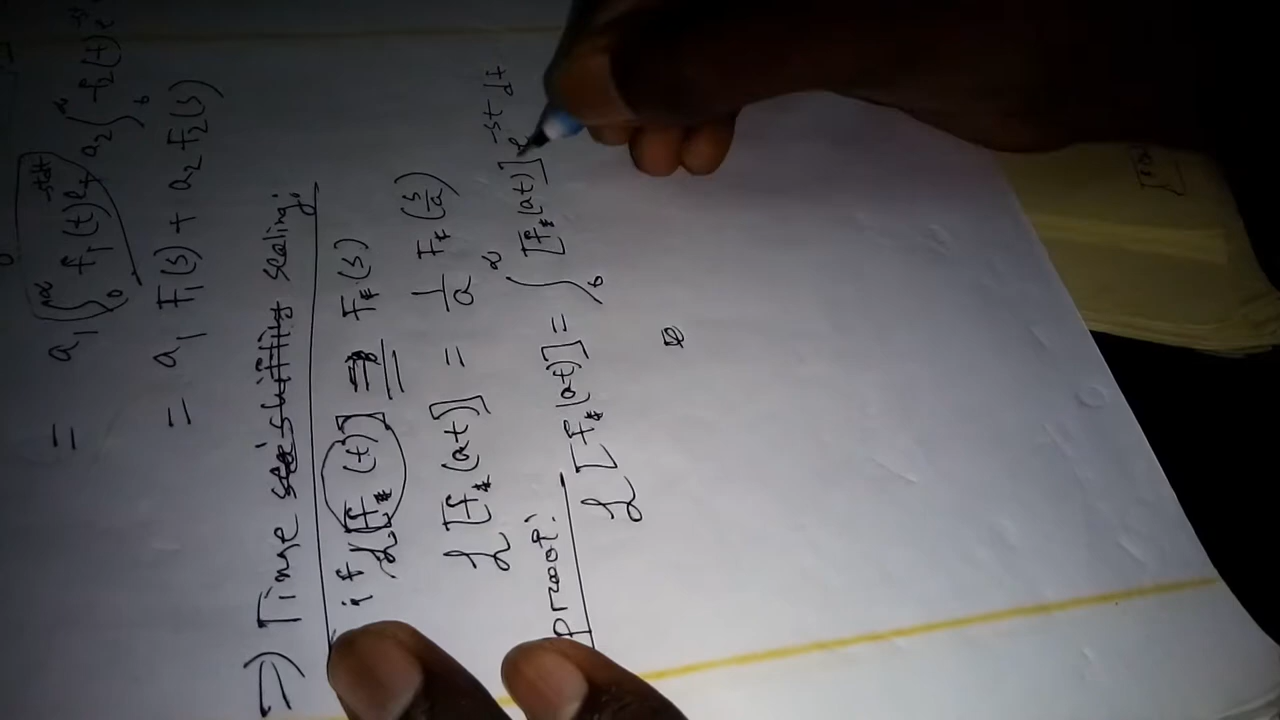 = a₁ ∫₀^∞ f₁(t) e^-st dt + a₂ ∫₀^∞ f₂(t) e^-st
= a₁ F₁(s) + a₂ F₂(s)
⇒) Time scaling:
if ℒ[f(t)] ⇒ F(s)
ℒ[f(at)] = 1/a F(s/a)
proof:
ℒ[f(at)] = ∫₀^∞ [f(at)] e^-st dt